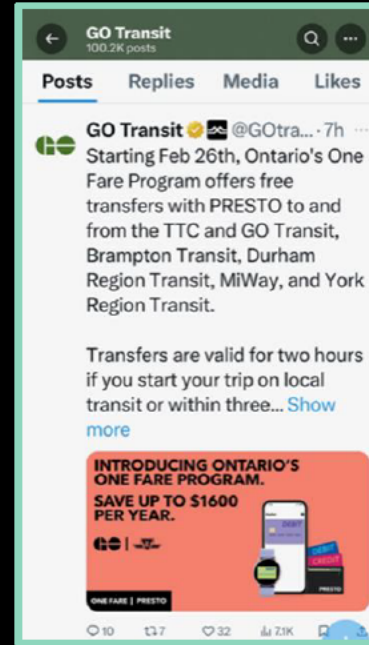 GO Transit
100.2K posts
Posts Replies Media Likes
GO Transit @GOtra... · 7h ...
Starting Feb 26th, Ontario's One
Fare Program offers free
transfers with PRESTO to and
from the TTC and GO Transit,
Brampton Transit, Durham
Region Transit, MiWay, and York
Region Transit.
Transfers are valid for two hours
if you start your trip on local
transit or within three... Show
more
INTRODUCING ONTARIO'S
ONE FARE PROGRAM.
SAVE UP TO $1600
PER YEAR.
DEBIT
DEBIT
CREDIT
PRESTO
ONE FARE | PRESTO
10 7 32 7.1K